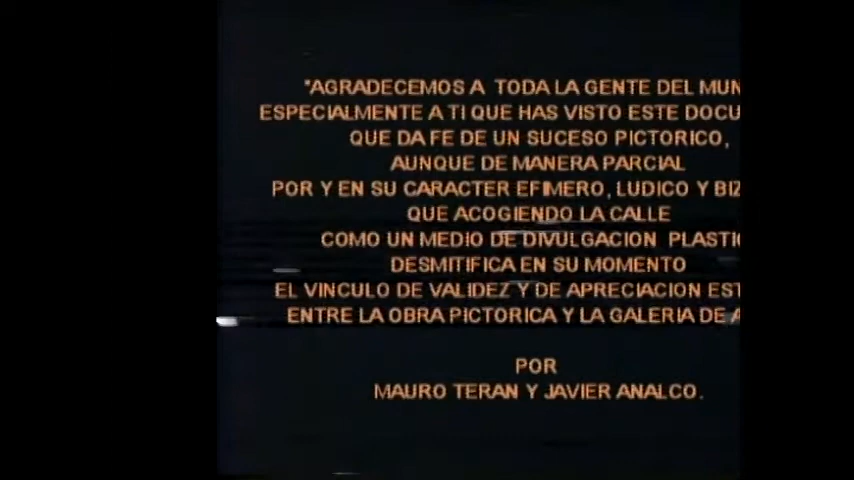 "AGRADECEMOS A TODA LA GENTE DEL MUN
ESPECIALMENTE A TI QUE HAS VISTO ESTE DOCU
QUE DA FE DE UN SUCESO PICTORICO,
AUNQUE DE MANERA PARCIAL
POR Y EN SU CARACTER EFIMERO, LUDICO Y BIZ
QUE ACOGIENDO LA CALLE
COMO UN MEDIO DE DIVULGACION PLASTIC
DESMITIFICA EN SU MOMENTO
EL VINCULO DE VALIDEZ Y DE APRECIACION EST
ENTRE LA OBRA PICTORICA Y LA GALERIA DE A
POR
MAURO TERAN Y JAVIER ANALCO.